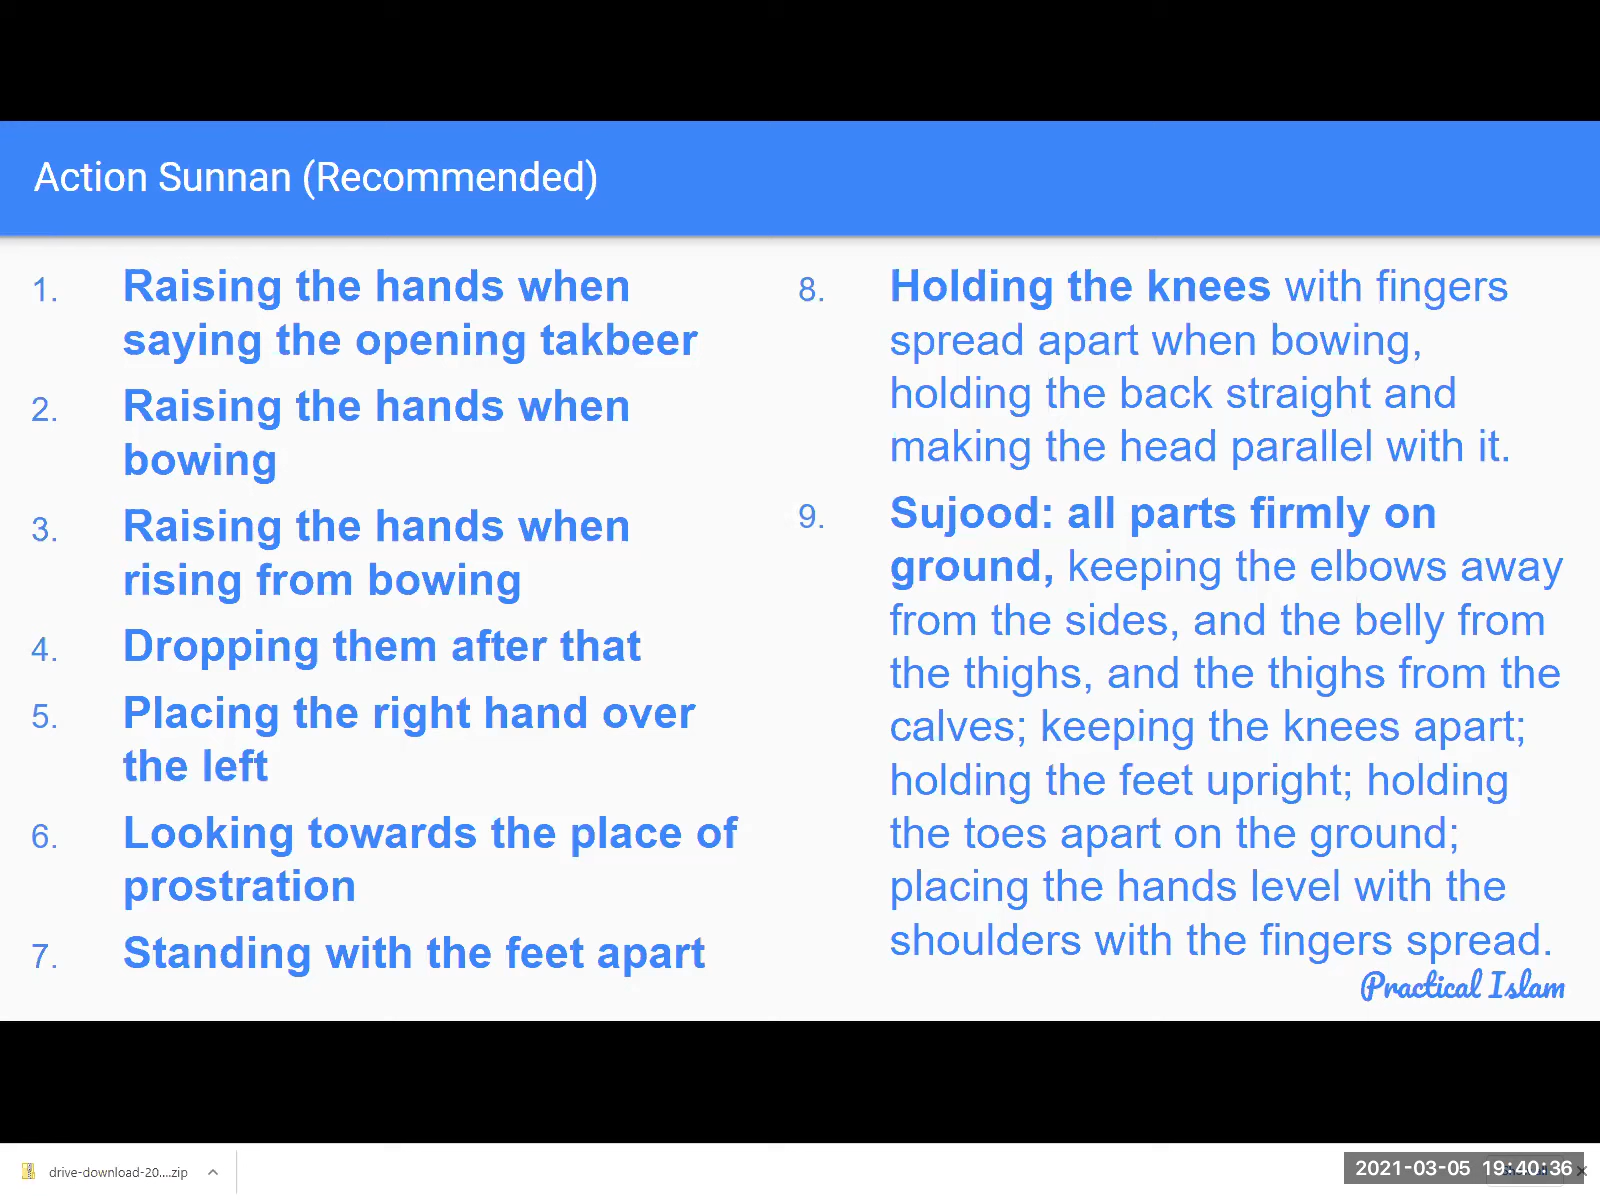 Action Sunnan (Recommended)
1. Raising the hands when
saying the opening takbeer
2. Raising the hands when
bowing
3. Raising the hands when
rising from bowing
4. Dropping them after that
5. Placing the right hand over
the left
6. Looking towards the place of
prostration
7. Standing with the feet apart
8. Holding the knees with fingers
spread apart when bowing,
holding the back straight and
making the head parallel with it.
9. Sujood: all parts firmly on
ground, keeping the elbows away
from the sides, and the belly from
the thighs, and the thighs from the
calves; keeping the knees apart;
holding the feet upright; holding
the toes apart on the ground;
placing the hands level with the
shoulders with the fingers spread.
Practical Islam
drive-download-20....zip
2021-03-05 19:40:36